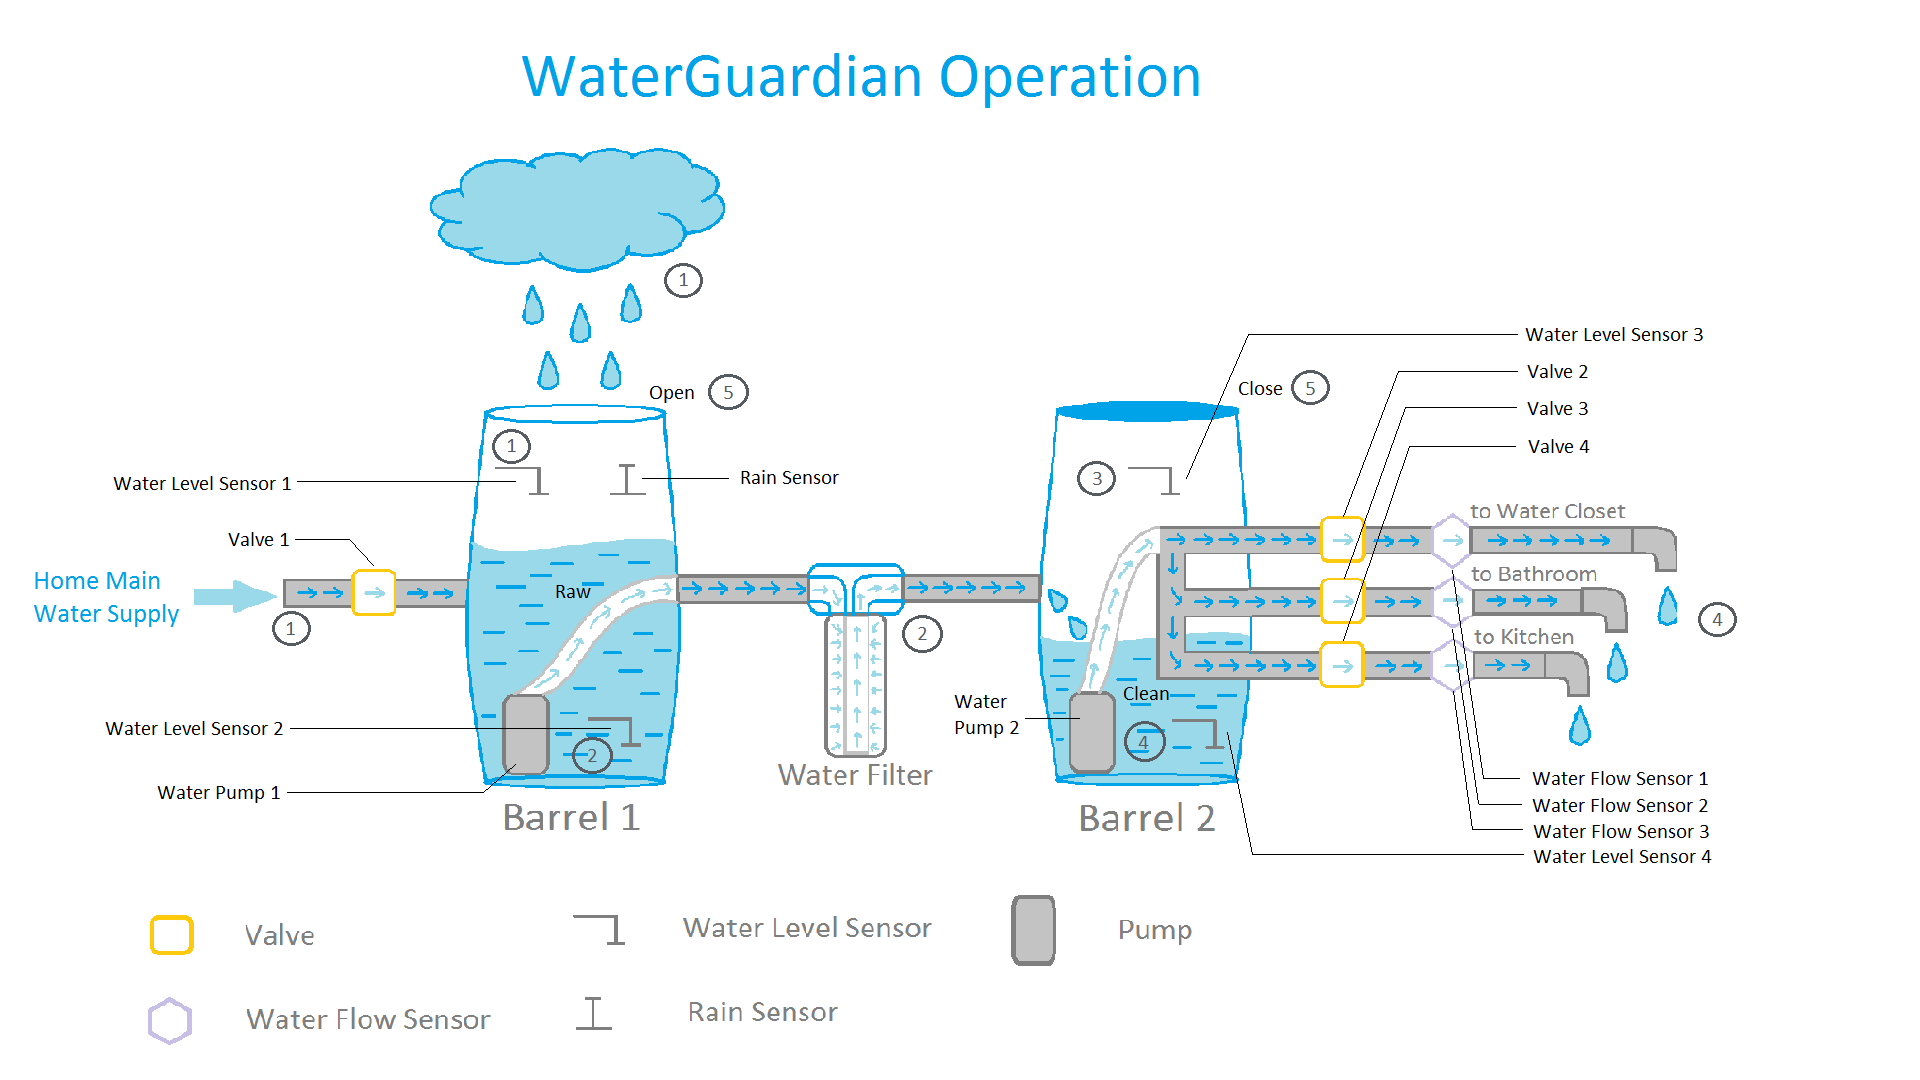 WaterGuardian Operation
1
Open 5
1
Water Level Sensor 1
Rain Sensor
Valve 1
Home Main
Water Supply
1
Raw
2
Water Level Sensor 2
2
Water Pump 1
Barrel 1
Water Filter
Close 5
3
Water Level Sensor 3
Valve 2
Valve 3
Valve 4
to Water Closet
to Bathroom
to Kitchen
4
Clean
Water
Pump 2
4
Barrel 2
Water Flow Sensor 1
Water Flow Sensor 2
Water Flow Sensor 3
Water Level Sensor 4
Valve
Water Level Sensor
Pump
Water Flow Sensor
Rain Sensor